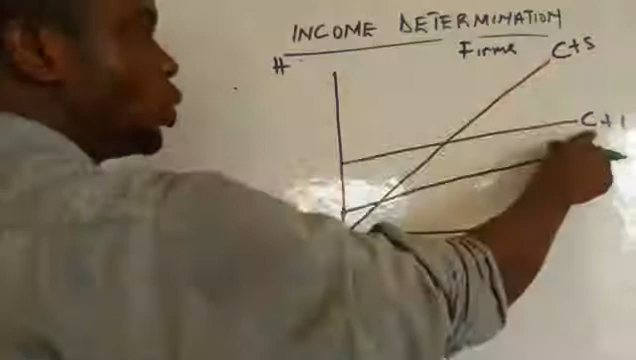 INCOME DETERMINATION
H
Firms
C+S
C+I